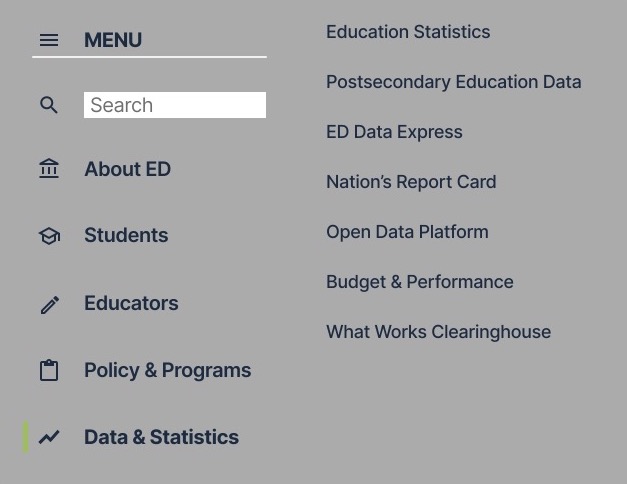 MENU
Search
About ED
Students
Educators
Policy & Programs
Data & Statistics
Education Statistics
Postsecondary Education Data
ED Data Express
Nation’s Report Card
Open Data Platform
Budget & Performance
What Works Clearinghouse